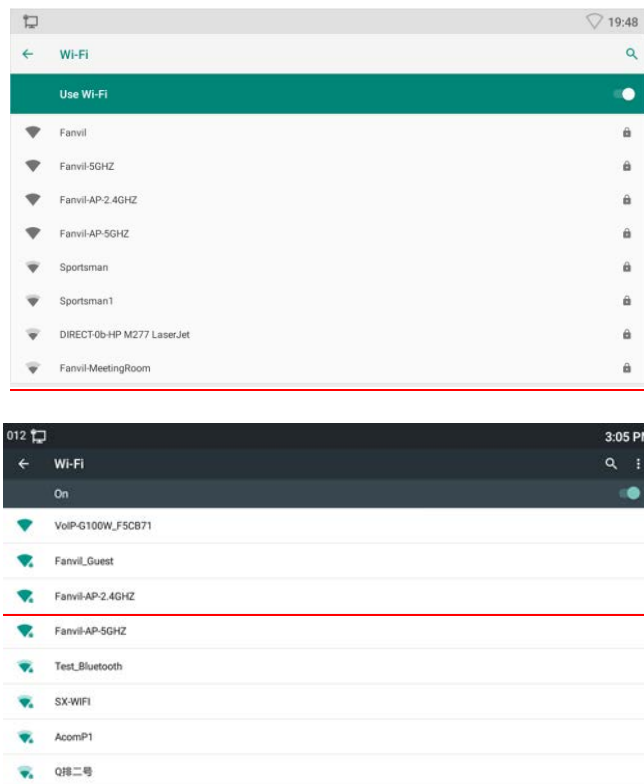 19:48
Wi-Fi
Use Wi-Fi
Fanvil
Fanvil-5GHZ
Fanvil-AP-2.4GHZ
Fanvil-AP-5GHZ
Sportsman
Sportsman1
DIRECT-0b-HP M277 LaserJet
Fanvil-MeetingRoom
012 3:05 PM
Wi-Fi
On
VoIP-G100W_F5CB71
Fanvil_Guest
Fanvil-AP-2.4GHZ
Fanvil-AP-5GHZ
Test_Bluetooth
SX-WIFI
AcomP1
Q排二号